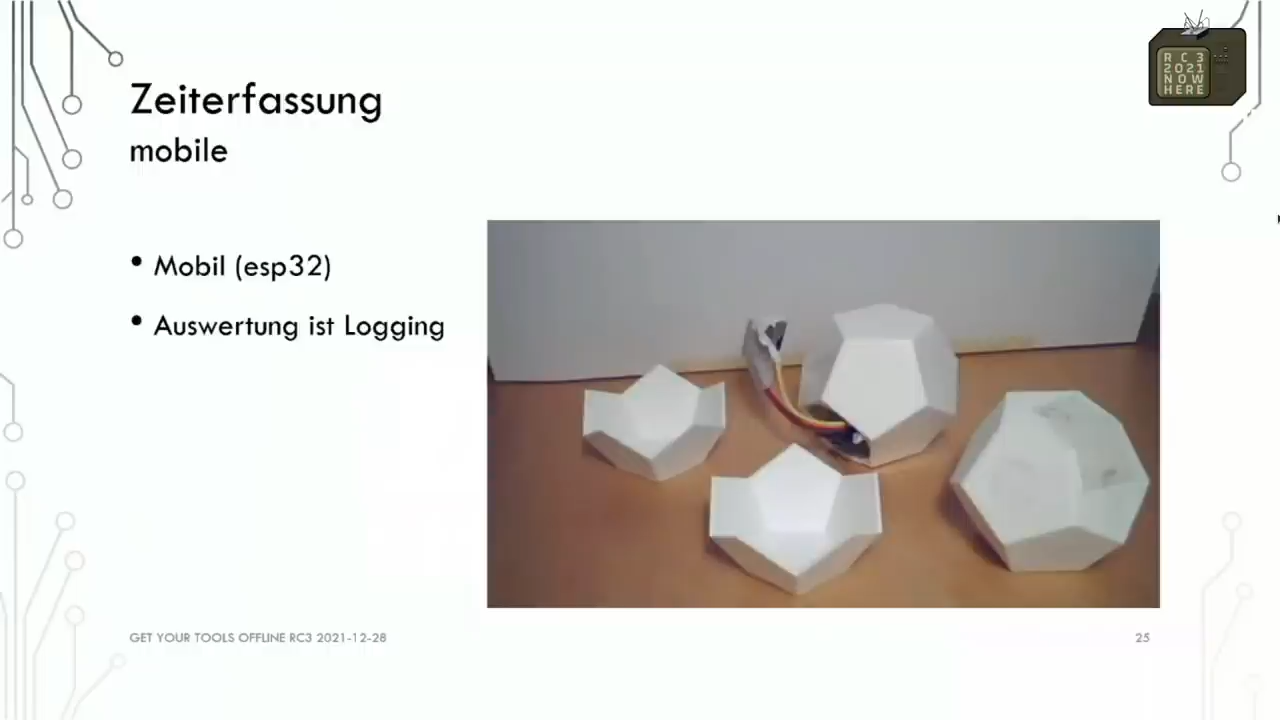 Zeiterfassung
mobile
R C 3
2021
NOW
HERE
• Mobil (esp32)
• Auswertung ist Logging
GET YOUR TOOLS OFFLINE RC3 2021-12-28
25